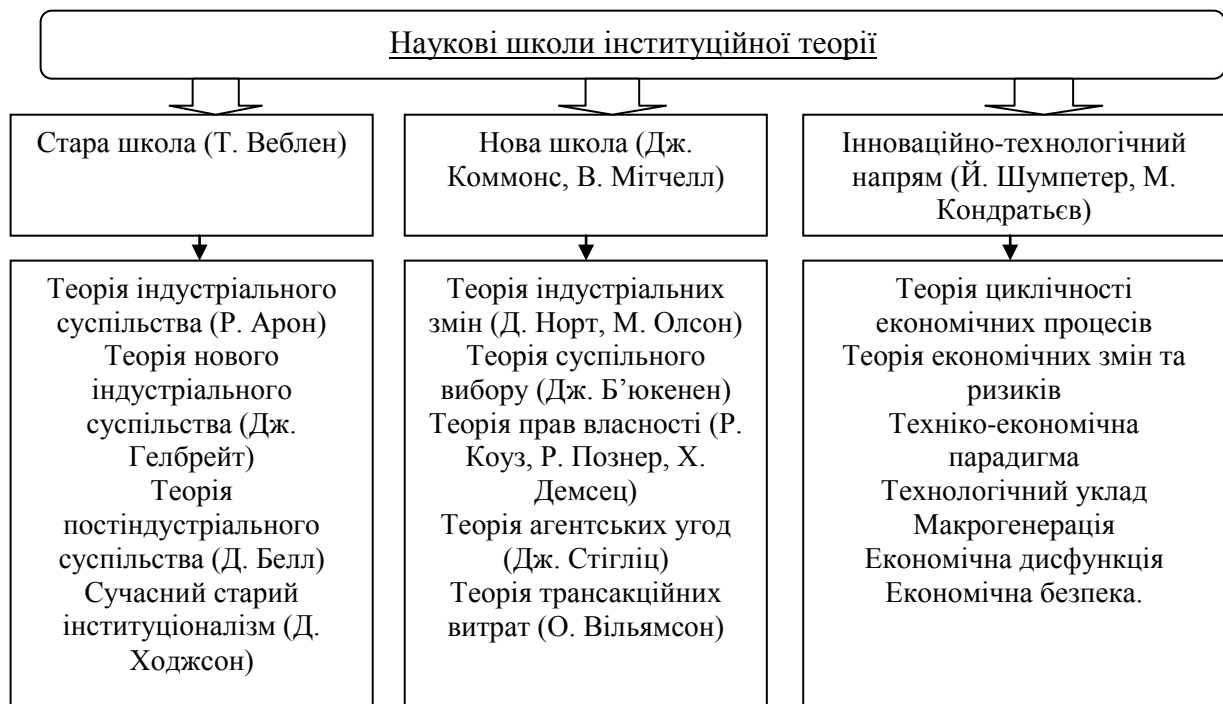 Наукові школи інституційної теорії
Стара школа (Т. Веблен)
Нова школа (Дж.
Коммонс, В. Мітчелл)
Інноваційно-технологічний
напрям (Й. Шумпетер, М.
Кондратьєв)
Теорія індустріального
суспільства (Р. Арон)
Теорія нового
індустріального
суспільства (Дж.
Гелбрейт)
Теорія
постіндустріального
суспільства (Д. Белл)
Сучасний старий
інституціоналізм (Д.
Ходжсон)
Теорія індустріальних
змін (Д. Норт, М. Олсон)
Теорія суспільного
вибору (Дж. Б’юкенен)
Теорія прав власності (Р.
Коуз, Р. Познер, Х.
Демсец)
Теорія агентських угод
(Дж. Стігліц)
Теорія трансакційних
витрат (О. Вільямсон)
Теорія циклічності
економічних процесів
Теорія економічних змін та
ризиків
Техніко-економічна
парадигма
Технологічний уклад
Макрогенерація
Економічна дисфункція
Економічна безпека.